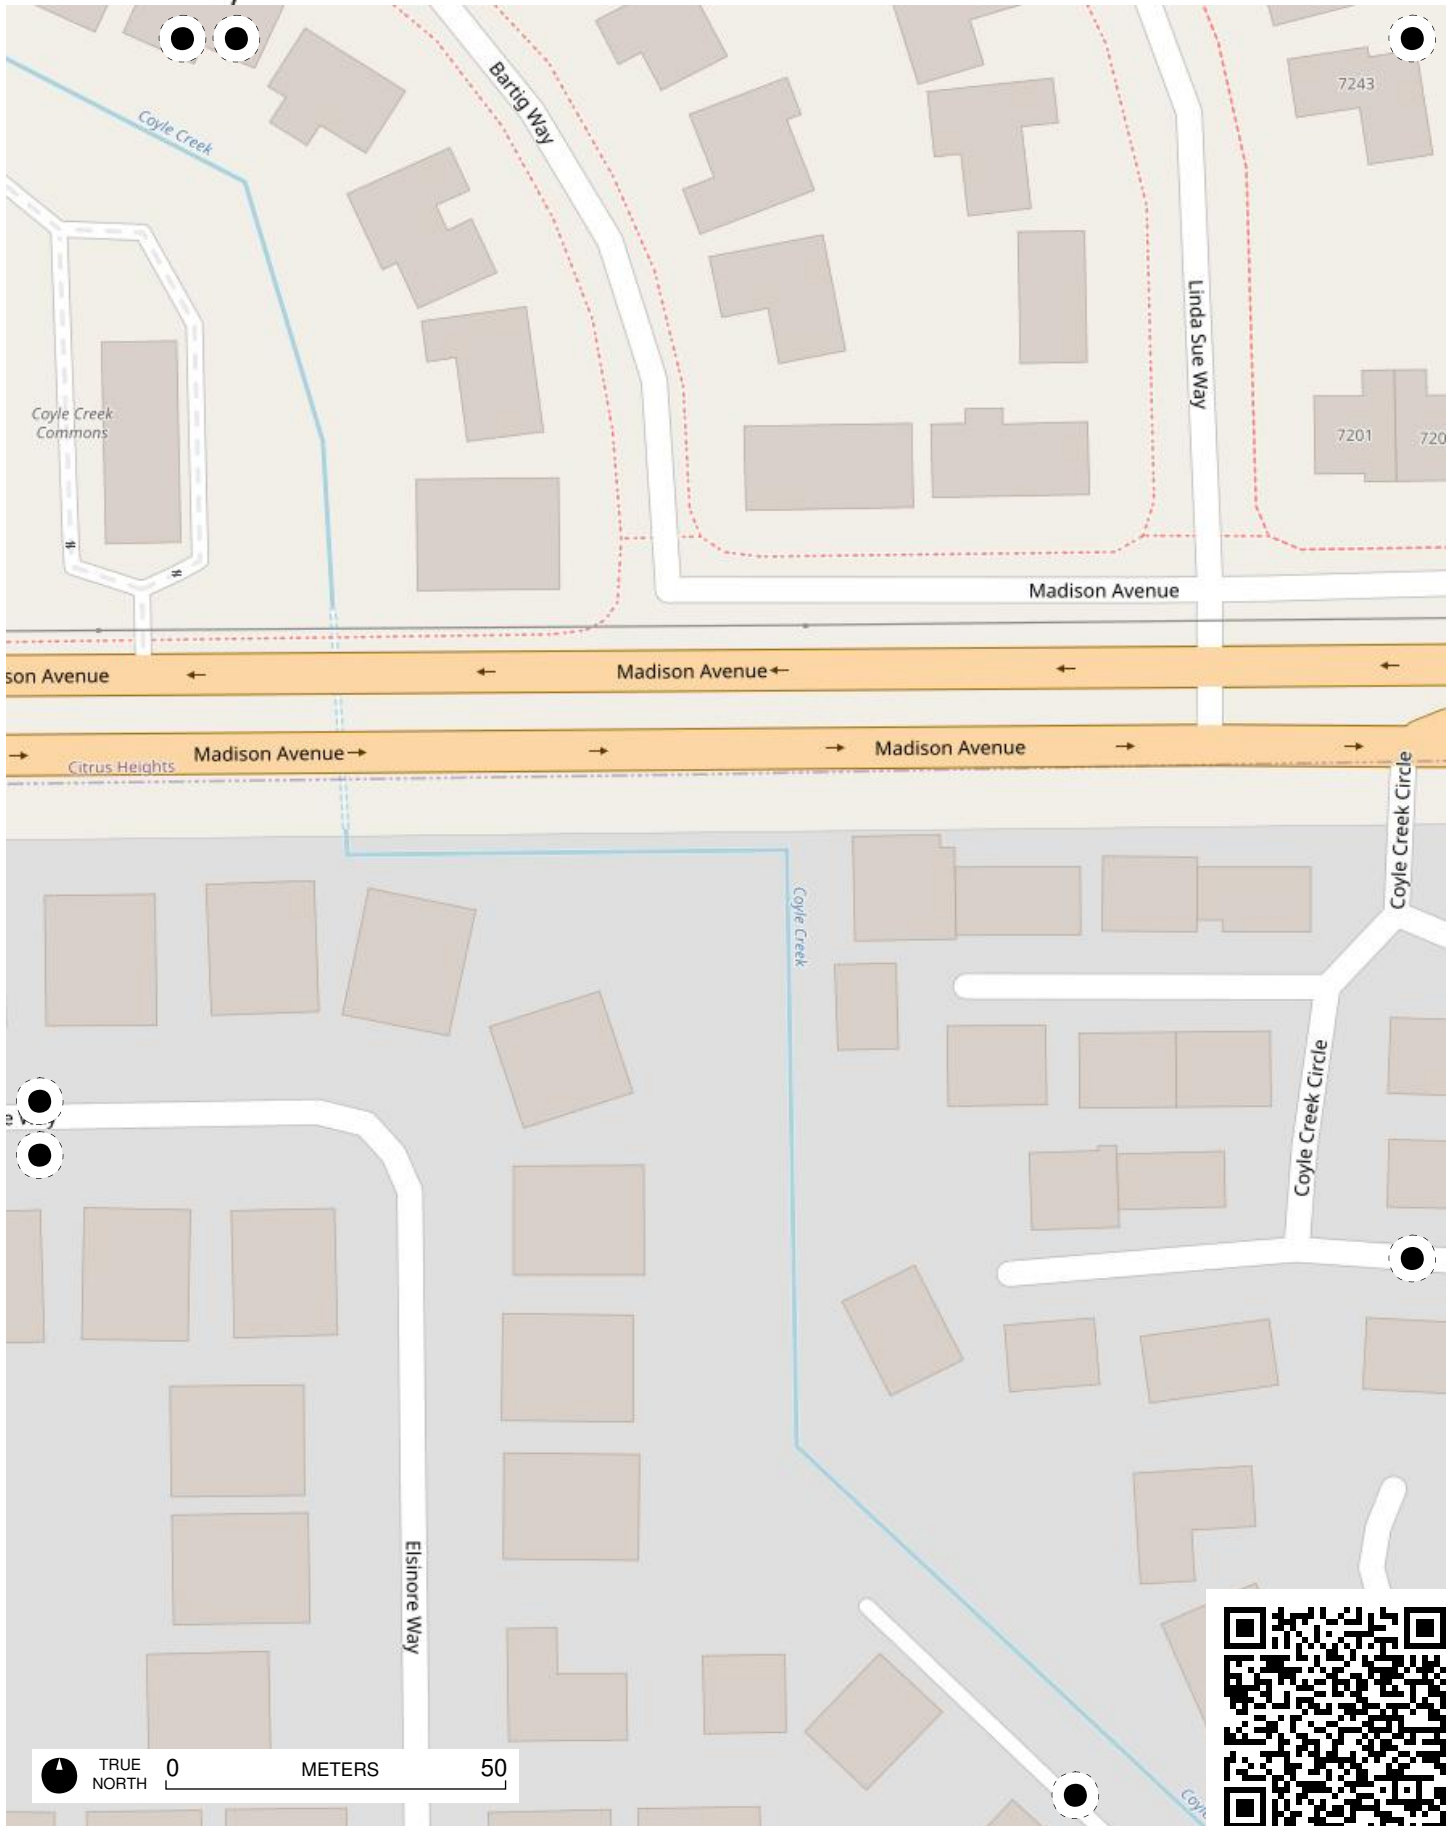 Bartig Way
Coyle Creek
7243
Linda Sue Way
Coyle Creek
Commons
7201
720
Madison Avenue
son Avenue
Madison Avenue
Madison Avenue
Madison Avenue
Citrus Heights
Coyle Creek Circle
Coyle Creek
Coyle Creek Circle
Elsinore Way
TRUE
NORTH
0
METERS
50
Coyle